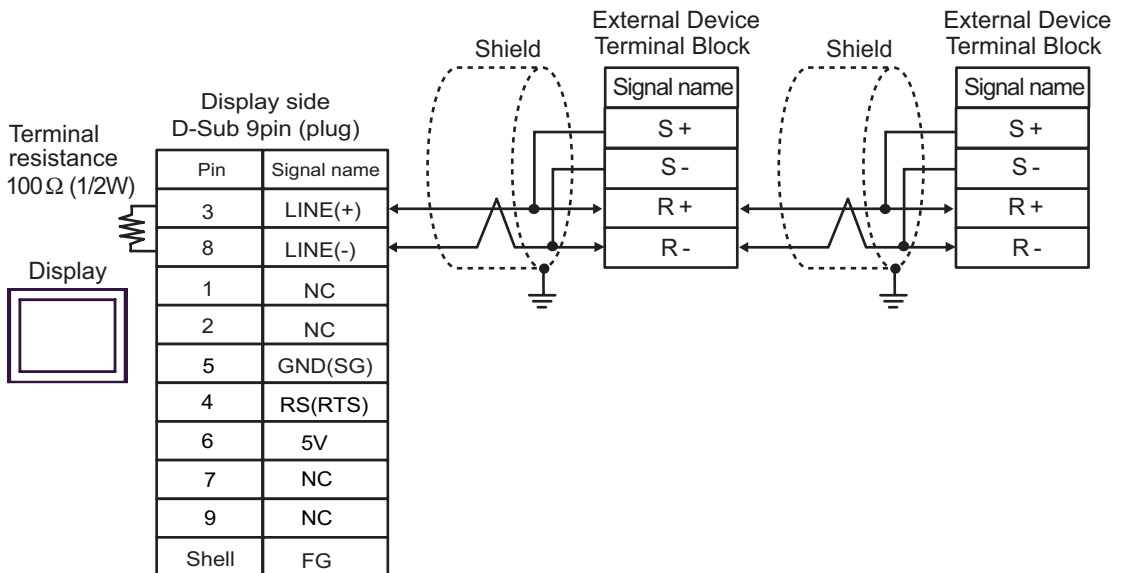 External Device
Terminal Block
External Device
Terminal Block
Shield
Shield
Signal name
S +
S -
R +
R -
Signal name
S +
S -
R +
R -
Display side
D-Sub 9pin (plug)
Terminal
resistance
100Ω (1/2W)
Display
Pin Signal name
3 LINE(+)
8 LINE(-)
1 NC
2 NC
5 GND(SG)
4 RS(RTS)
6 5V
7 NC
9 NC
Shell FG